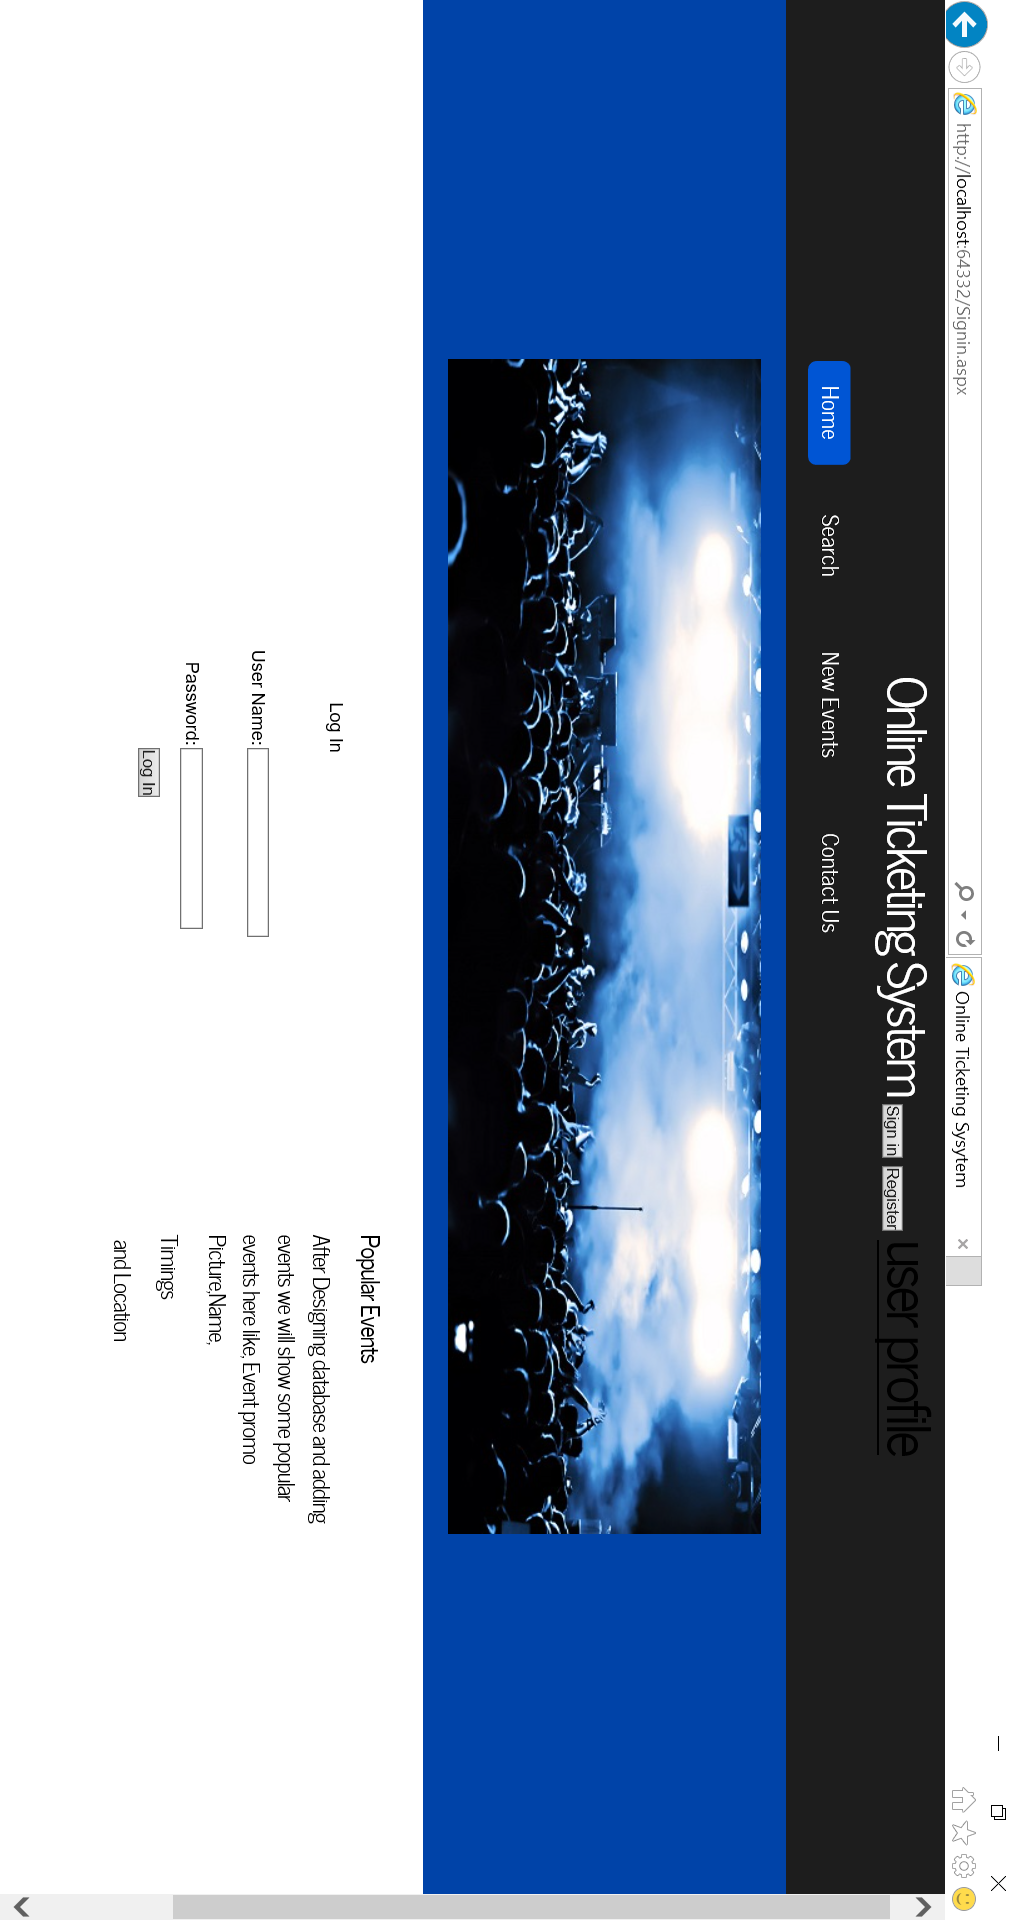 http://localhost:64332/Signin.aspx
Online Ticketing Sysytem
Online Ticketing System
Sign in
Register
user profile
Home
Search
New Events
Contact Us
Log In
User Name:
Password:
Log In
Popular Events
After Designing database and adding
events we will show some popular
events here like, Event promo
Picture,Name,
Timings
and Location